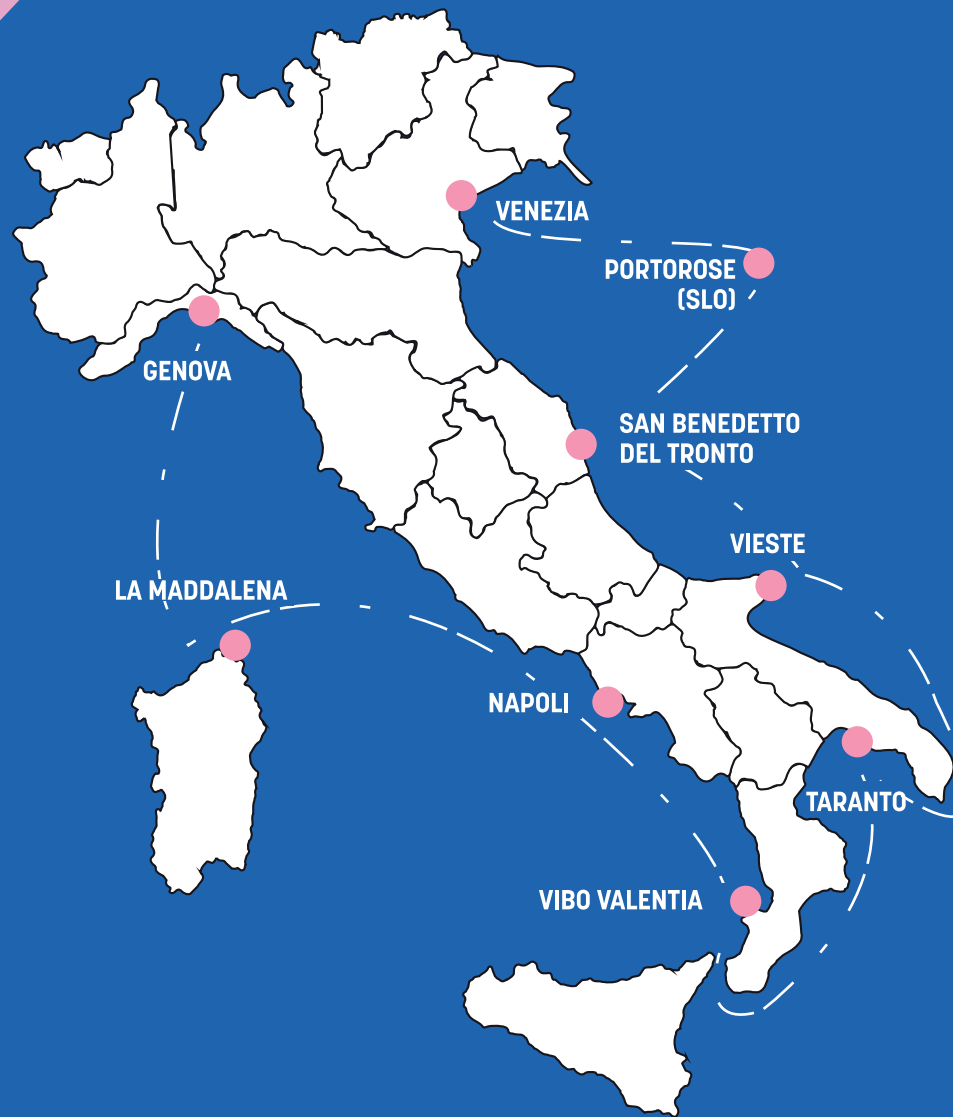 VENEZIA
PORTOROSE
(SLO)
GENOVA
SAN BENEDETTO
DEL TRONTO
VIESTE
LA MADDALENA
NAPOLI
TARANTO
VIBO VALENTIA